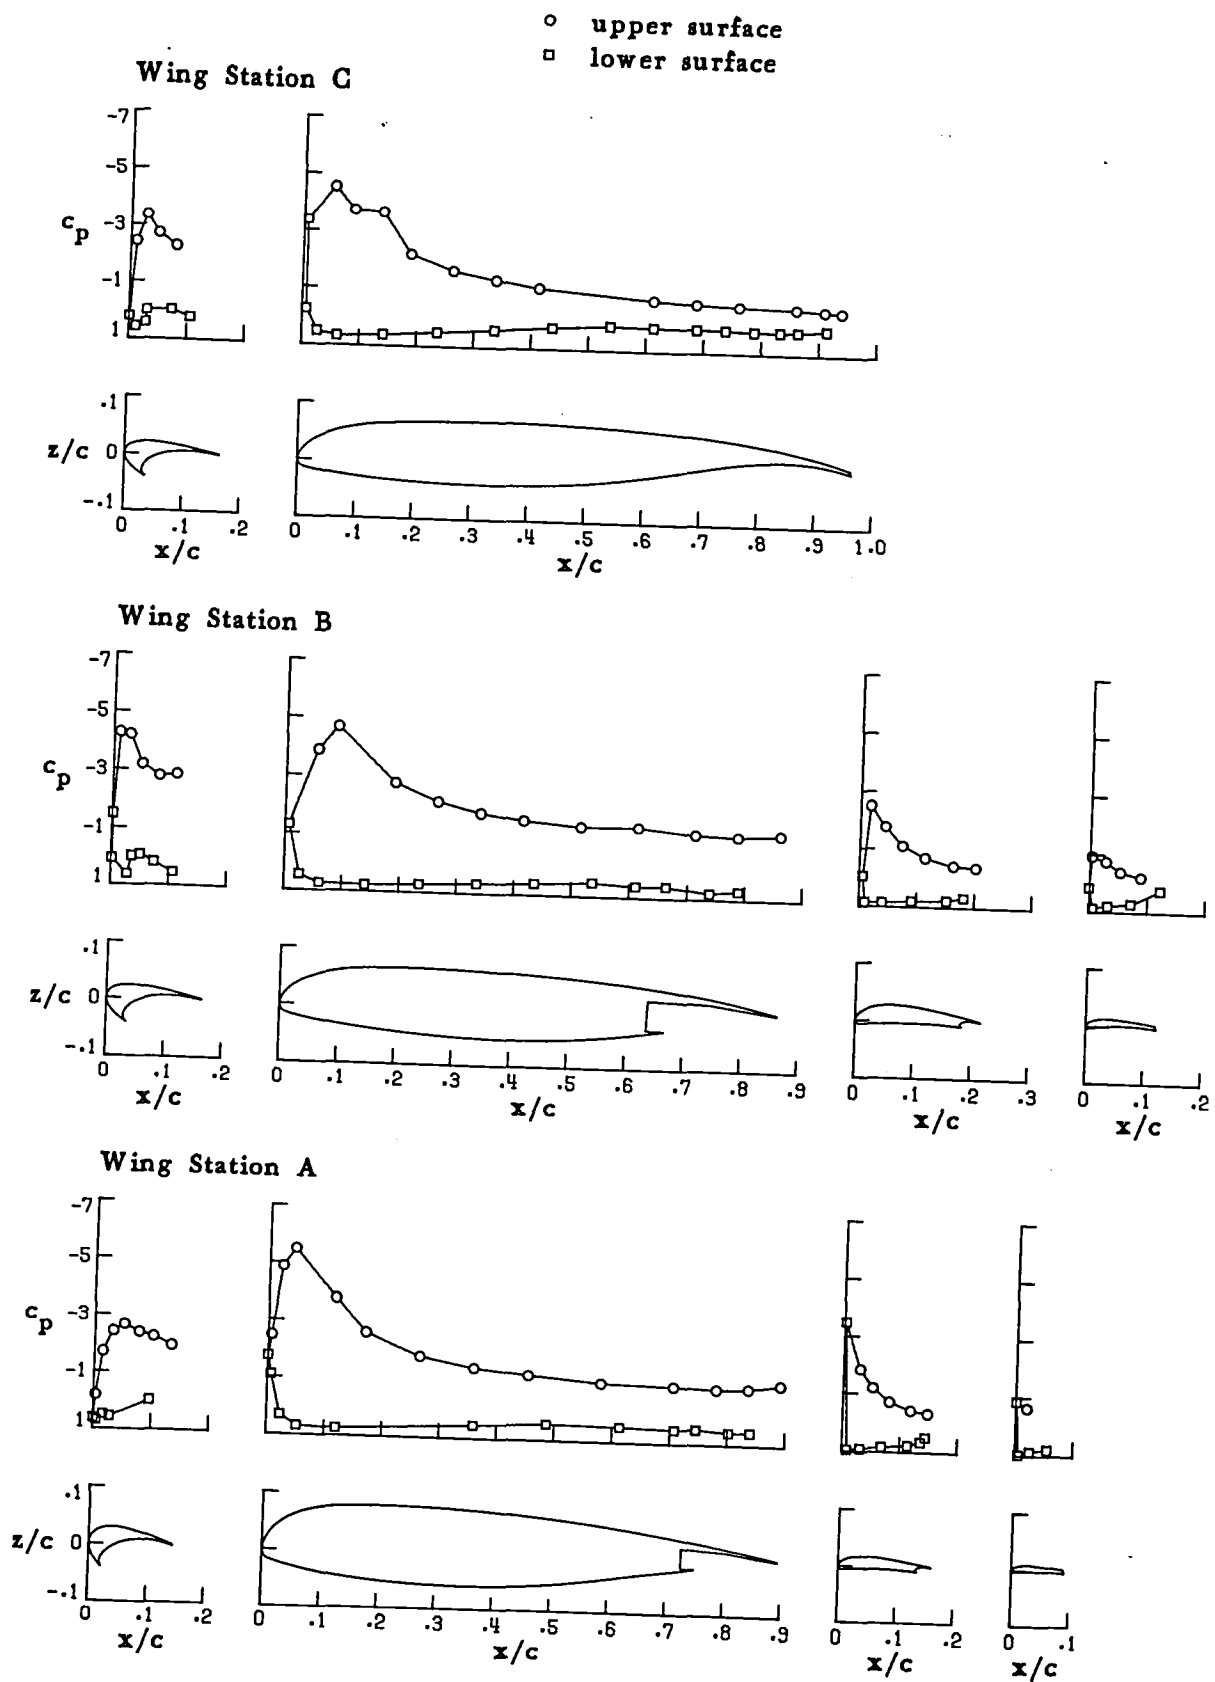 upper surface
lower surface
Wing Station C
-7
-5
c_p -3
-1
1
.1
z/c 0
-.1
0 .1 .2
x/c
0 .1 .2 .3 .4 .5 .6 .7 .8 .9 1.0
x/c
Wing Station B
-7
-5
c_p -3
-1
1
.1
z/c 0
-.1
0 .1 .2
x/c
0 .1 .2 .3 .4 .5 .6 .7 .8 .9
x/c
0 .1 .2 .3
x/c
0 .1 .2
x/c
Wing Station A
-7
-5
c_p -3
-1
1
.1
z/c 0
-.1
0 .1 .2
x/c
0 .1 .2 .3 .4 .5 .6 .7 .8 .9
x/c
0 .1 .2
x/c
0 .1
x/c